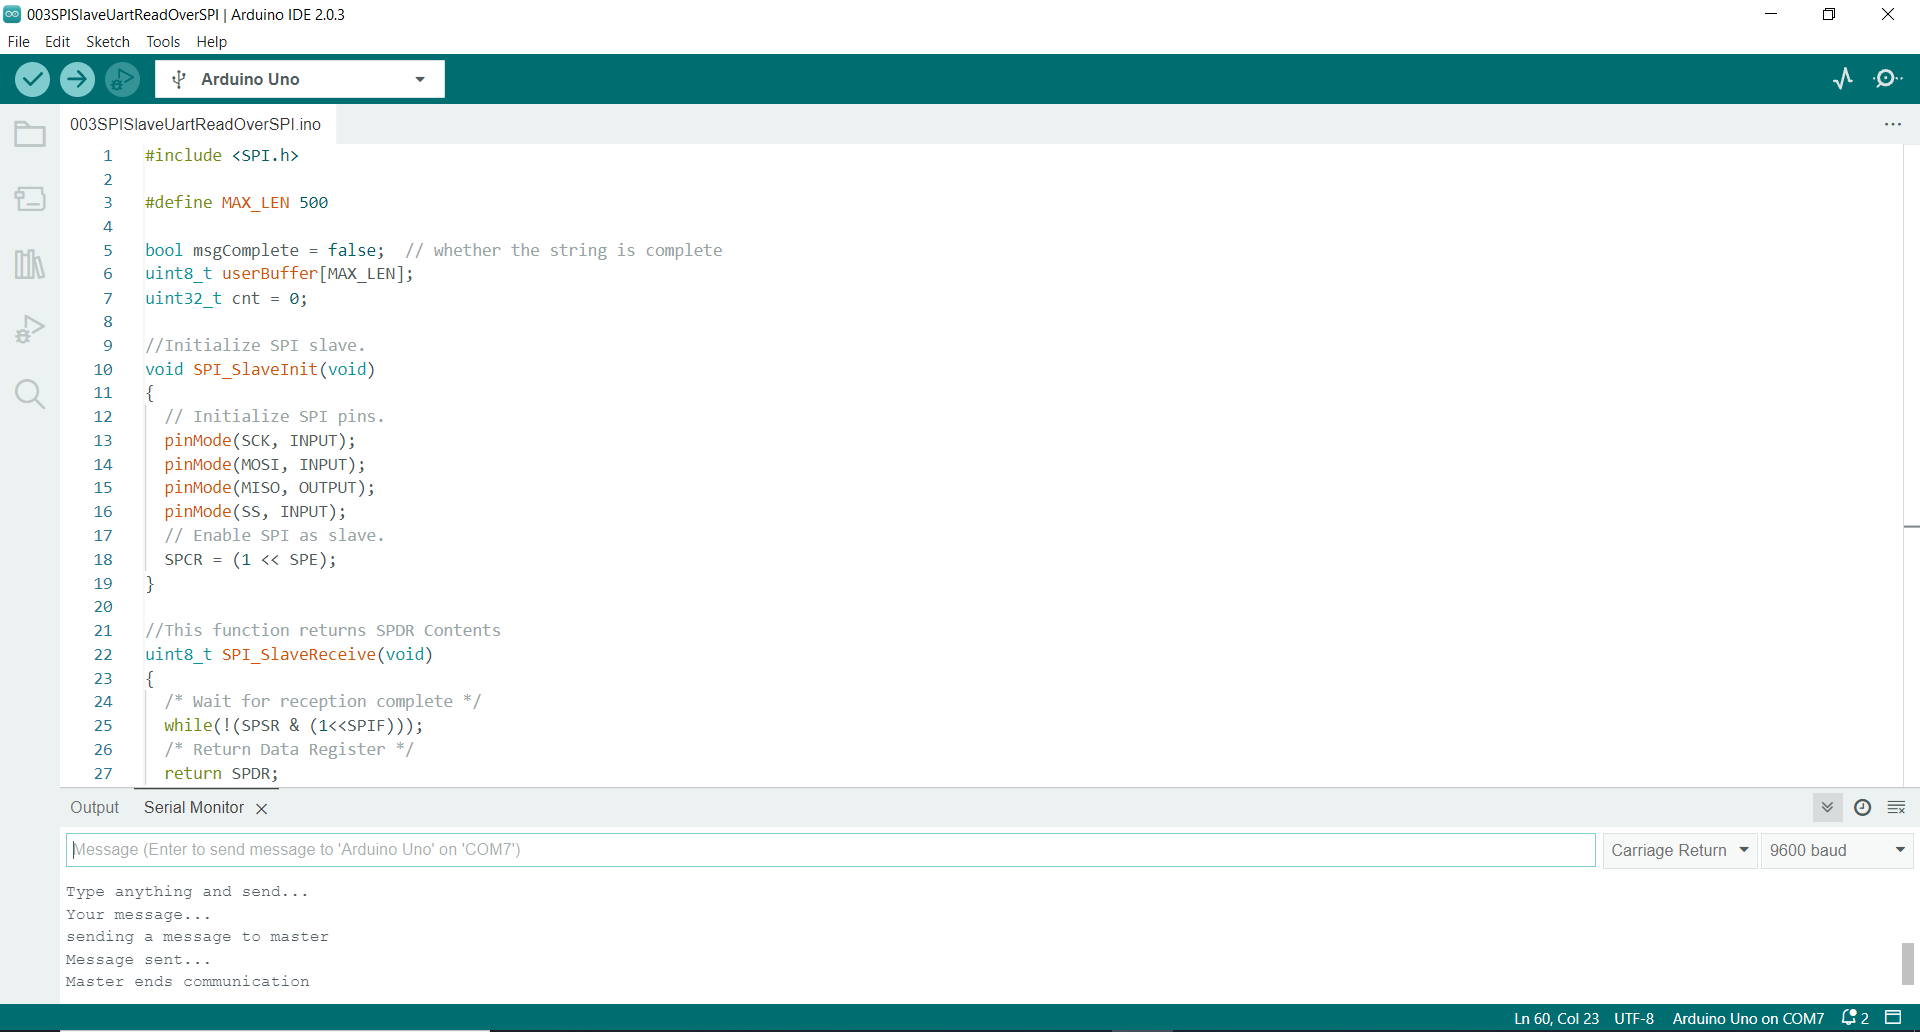 003SPISlaveUartReadOverSPI | Arduino IDE 2.0.3
File Edit Sketch Tools Help
Arduino Uno
003SPISlaveUartReadOverSPI.ino
1 #include <SPI.h>
2
3 #define MAX_LEN 500
4
5 bool msgComplete = false;  // whether the string is complete
6 uint8_t userBuffer[MAX_LEN];
7 uint32_t cnt = 0;
8
9 //Initialize SPI slave.
10 void SPI_SlaveInit(void)
11 {
12   // Initialize SPI pins.
13   pinMode(SCK, INPUT);
14   pinMode(MOSI, INPUT);
15   pinMode(MISO, OUTPUT);
16   pinMode(SS, INPUT);
17   // Enable SPI as slave.
18   SPCR = (1 << SPE);
19 }
20
21 //This function returns SPDR Contents
22 uint8_t SPI_SlaveReceive(void)
23 {
24   /* Wait for reception complete */
25   while(!(SPSR & (1<<SPIF)));
26   /* Return Data Register */
27   return SPDR;
Output Serial Monitor
Message (Enter to send message to 'Arduino Uno' on 'COM7') Carriage Return 9600 baud
Type anything and send...
Your message...
sending a message to master
Message sent...
Master ends communication
Ln 60, Col 23 UTF-8 Arduino Uno on COM7 2